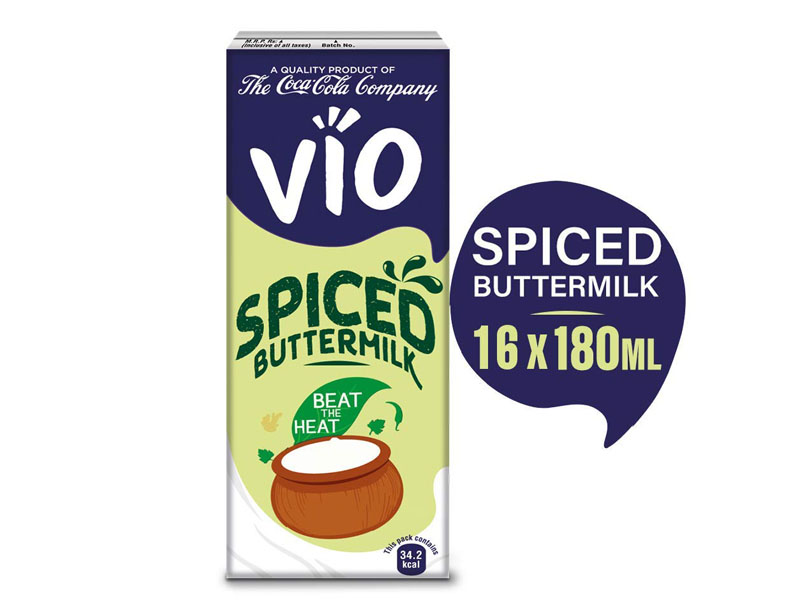 M.R.P. Rs.
(Inclusive of all taxes) Batch No.
A QUALITY PRODUCT OF
The Coca-Cola Company
VIO
SPICED
BUTTERMILK
BEAT
THE
HEAT
This pack contains
34.2
kcal
SPICED
BUTTERMILK
16 X 180ML